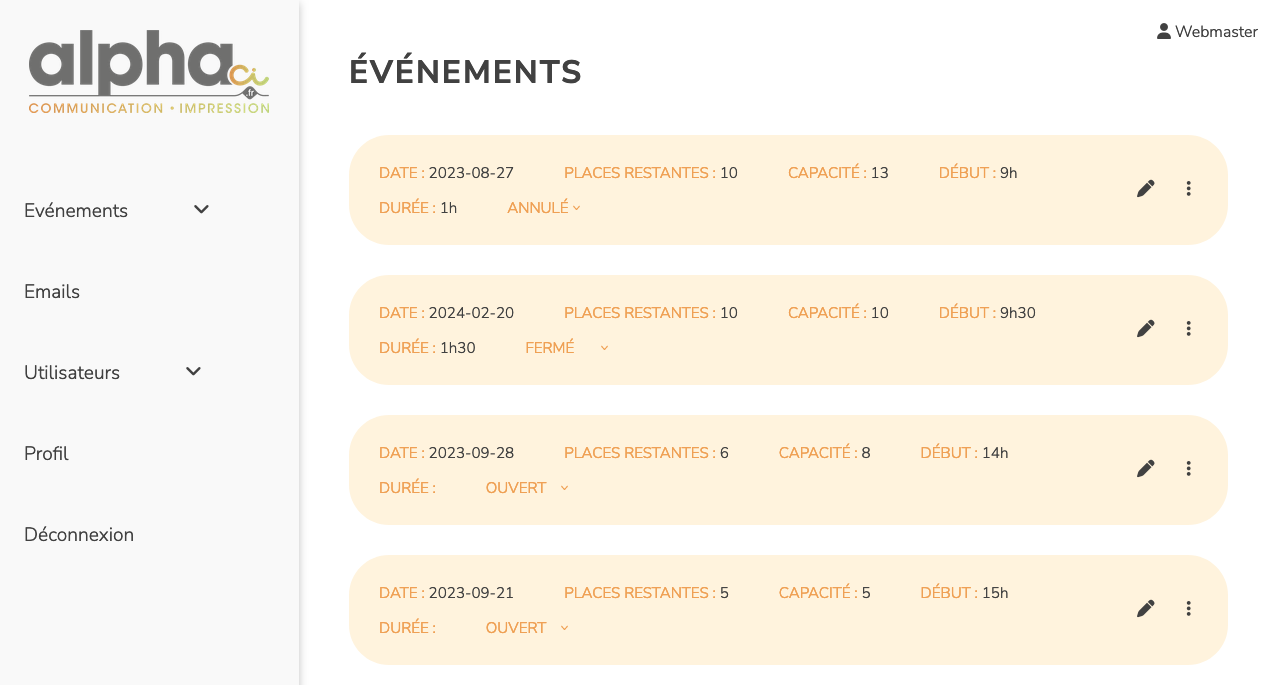 alphaci
.fr
COMMUNICATION • IMPRESSION
Evénements
Emails
Utilisateurs
Profil
Déconnexion
Webmaster
ÉVÉNEMENTS
DATE : 2023-08-27 PLACES RESTANTES : 10 CAPACITÉ : 13 DÉBUT : 9h
DURÉE : 1h ANNULÉ
DATE : 2024-02-20 PLACES RESTANTES : 10 CAPACITÉ : 10 DÉBUT : 9h30
DURÉE : 1h30 FERMÉ
DATE : 2023-09-28 PLACES RESTANTES : 6 CAPACITÉ : 8 DÉBUT : 14h
DURÉE : OUVERT
DATE : 2023-09-21 PLACES RESTANTES : 5 CAPACITÉ : 5 DÉBUT : 15h
DURÉE : OUVERT